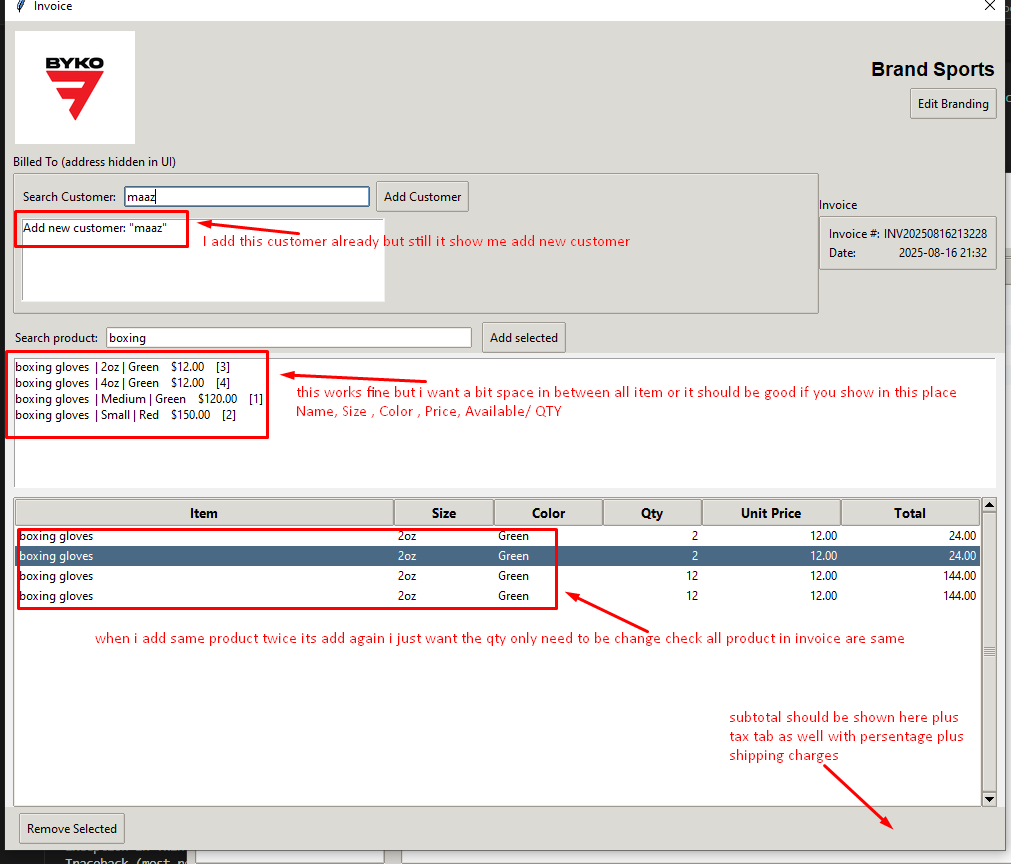 Invoice
BYKO
Brand Sports
Edit Branding
Billed To (address hidden in UI)
Search Customer: maaz Add Customer
Add new customer: "maaz"
I add this customer already but still it show me add new customer
Invoice
Invoice #: INV20250816213228
Date: 2025-08-16 21:32
Search product: boxing Add selected
boxing gloves | 2oz | Green $12.00 [3]
boxing gloves | 4oz | Green $12.00 [4]
boxing gloves | Medium | Green $120.00 [1]
boxing gloves | Small | Red $150.00 [2]
this works fine but i want a bit space in between all item or it should be good if you show in this place
Name, Size , Color , Price, Available/ QTY
Item Size Color Qty Unit Price Total
boxing gloves 2oz Green 2 12.00 24.00
boxing gloves 2oz Green 2 12.00 24.00
boxing gloves 2oz Green 12 12.00 144.00
boxing gloves 2oz Green 12 12.00 144.00
when i add same product twice its add again i just want the qty only need to be change check all product in invoice are same
subtotal should be shown here plus
tax tab as well with persentage plus
shipping charges
Remove Selected